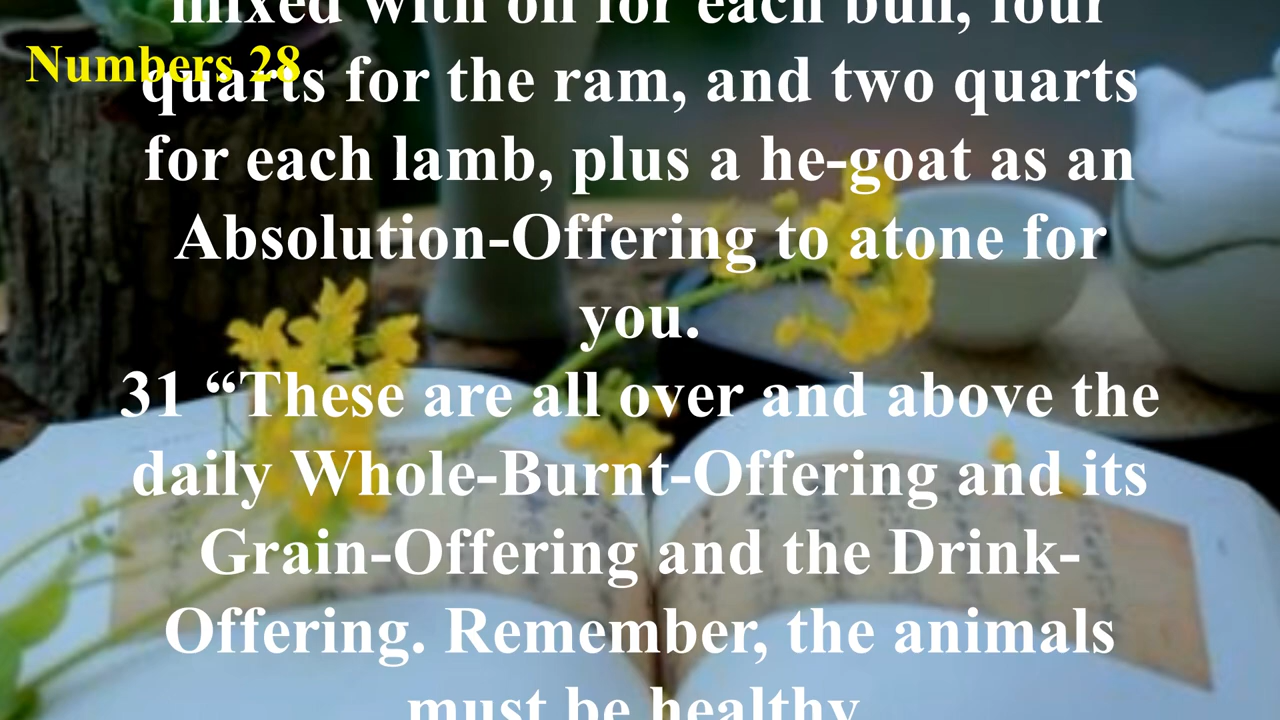 mixed with oil for each bull, four
Numbers 28
quarts for the ram, and two quarts
for each lamb, plus a he-goat as an
Absolution-Offering to atone for
you.
31 “These are all over and above the
daily Whole-Burnt-Offering and its
Grain-Offering and the Drink-
Offering. Remember, the animals
must be healthy